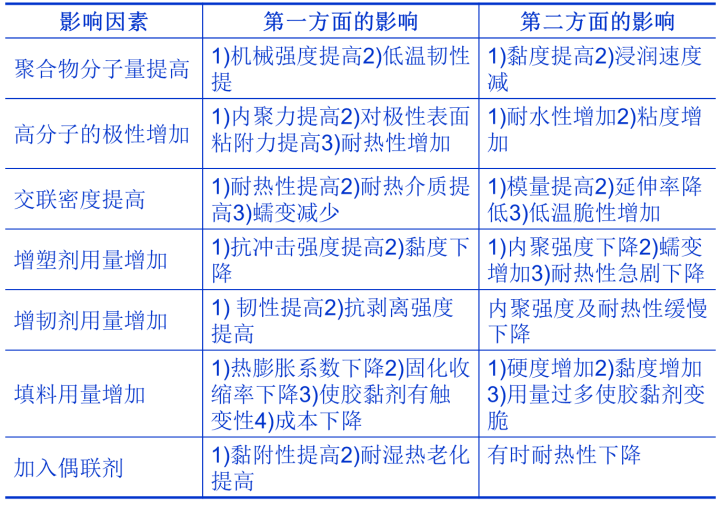 影响因素 第一方面的影响 第二方面的影响
聚合物分子量提高
1)机械强度提高2)低温韧性
提
1)黏度提高2)浸润速度
减
高分子的极性增加
1)内聚力提高2)对极性表面
粘附力提高3)耐热性增加
1)耐水性增加2)粘度增
加
交联密度提高
1)耐热性提高2)耐热介质提
高3)蠕变减少
1)模量提高2)延伸率降
低3)低温脆性增加
增塑剂用量增加
1)抗冲击强度提高2)黏度下
降
1)内聚强度下降2)蠕变
增加3)耐热性急剧下降
增韧剂用量增加
1) 韧性提高2)抗剥离强度
提高
内聚强度及耐热性缓慢
下降
填料用量增加
1)热膨胀系数下降2)固化收
缩率下降3)使胶黏剂有触
变性4)成本下降
1)硬度增加2)黏度增加
3)用量过多使胶黏剂变
脆
加入偶联剂
1)黏附性提高2)耐湿热老化
提高
有时耐热性下降